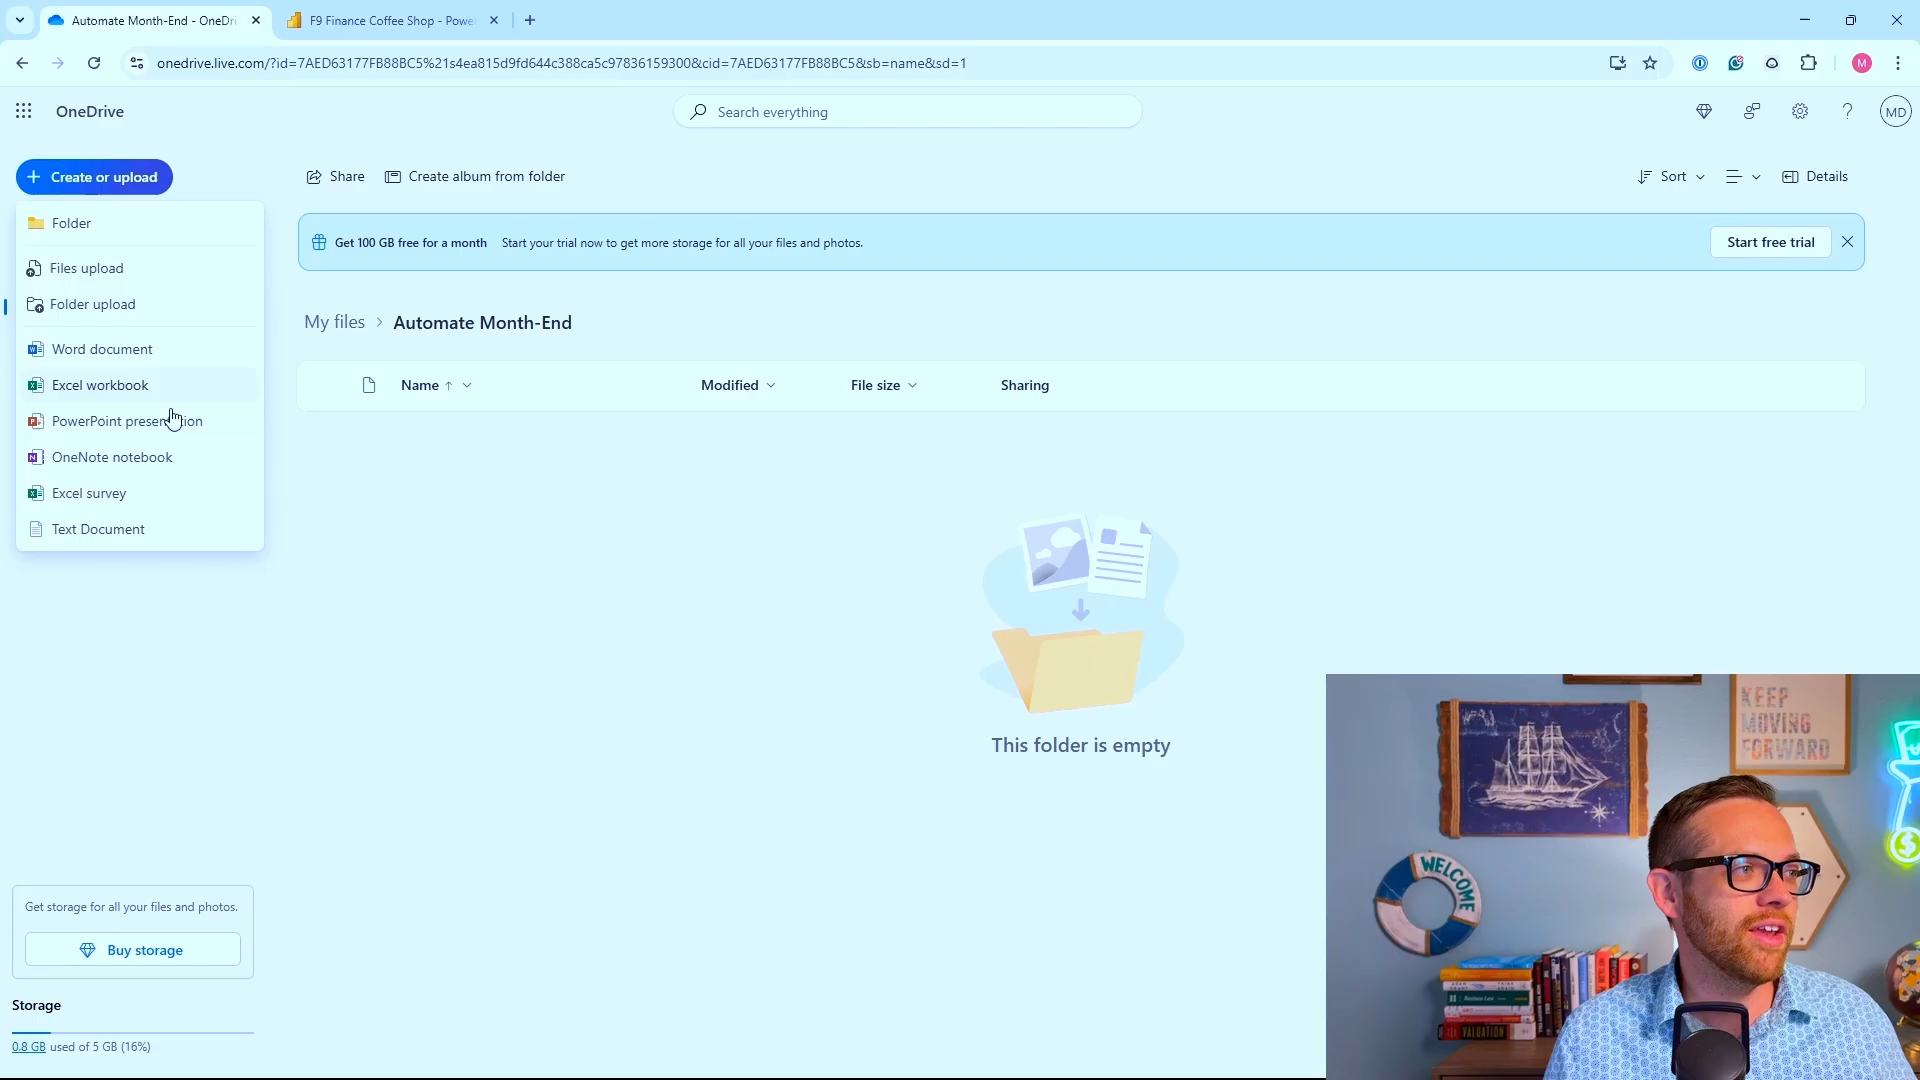 Automate Month-End - OneDri
F9 Finance Coffee Shop - Powe
onedrive.live.com/?id=7AED63177FB88BC5%21s4ea815d9fd644c388ca5c97836159300&cid=7AED63177FB88BC5&sb=name&sd=1
M
OneDrive
Search everything
MD
Create or upload
Share
Create album from folder
Sort
Details
Folder
Files upload
Folder upload
Word document
Excel workbook
PowerPoint presentation
OneNote notebook
Excel survey
Text Document
Get 100 GB free for a month Start your trial now to get more storage for all your files and photos.
Start free trial
My files > Automate Month-End
Name
Modified
File size
Sharing
This folder is empty
Get storage for all your files and photos.
Buy storage
Storage
0.8 GB used of 5 GB (16%)
KEEP
MOVING
FORWARD
WELCOME
VALUATION